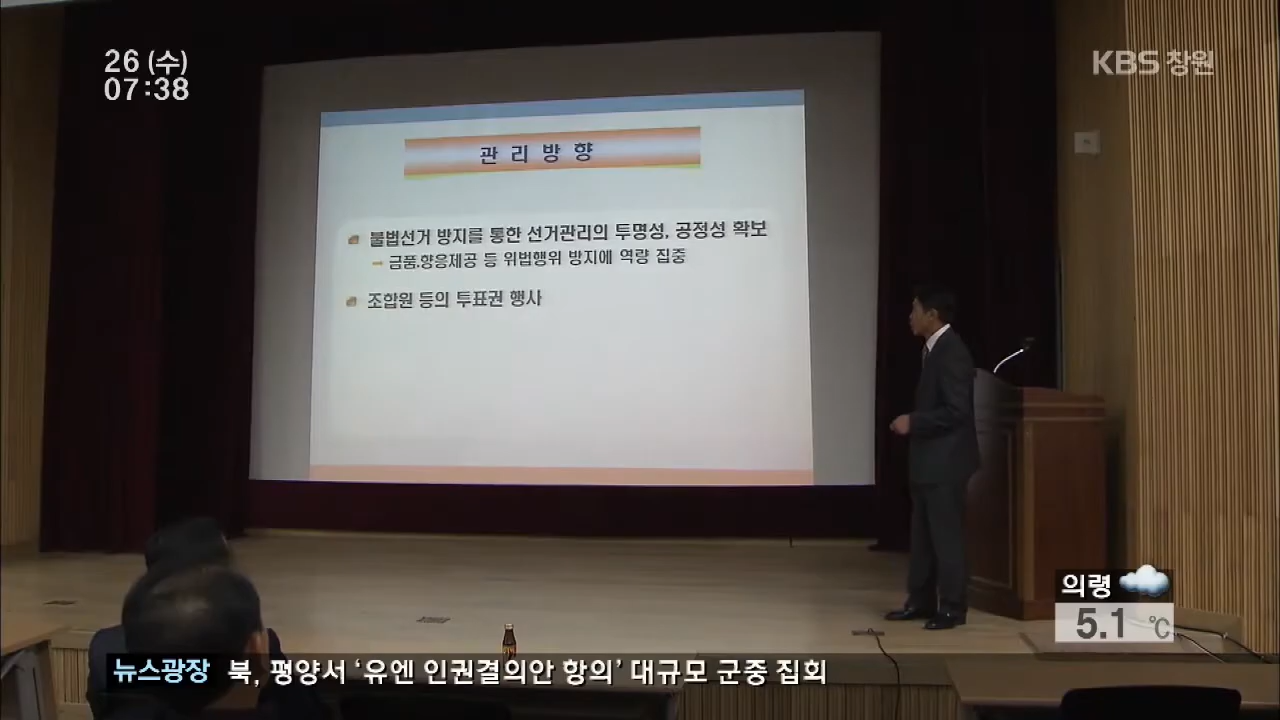 26 (수)
07:38
KBS 창원
관 리 방 향
불법선거 방지를 통한 선거관리의 투명성, 공정성 확보
– 금품.향응제공 등 위법행위 방지에 역량 집중
조합원 등의 투표권 행사
의령
5.1 ℃
뉴스광장 북, 평양서 ‘유엔 인권결의안 항의’ 대규모 군중 집회